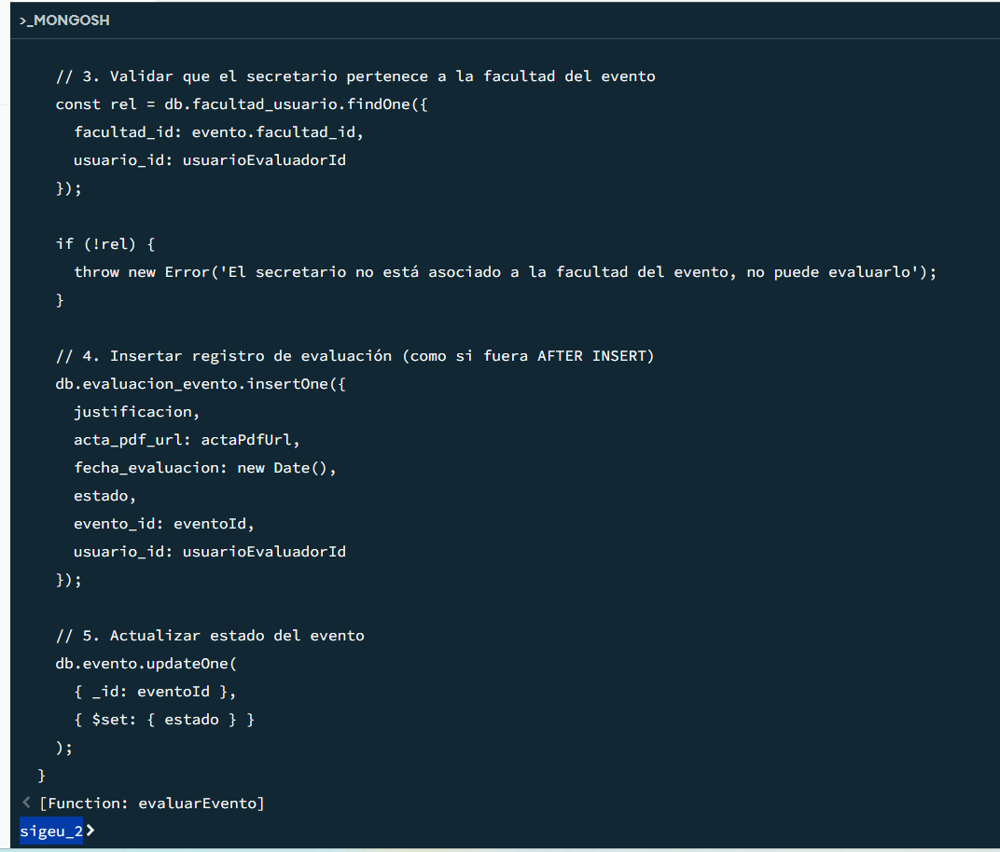 >_MONGOSH
// 3. Validar que el secretario pertenece a la facultad del evento
const rel = db.facultad_usuario.findOne({
facultad_id: evento.facultad_id,
usuario_id: usuarioEvaluadorId
});
if (!rel) {
throw new Error('El secretario no está asociado a la facultad del evento, no puede evaluarlo');
}
// 4. Insertar registro de evaluación (como si fuera AFTER INSERT)
db.evaluacion_evento.insertOne({
justificacion,
acta_pdf_url: actaPdfUrl,
fecha_evaluacion: new Date(),
estado,
evento_id: eventoId,
usuario_id: usuarioEvaluadorId
});
// 5. Actualizar estado del evento
db.evento.updateOne(
{ _id: eventoId },
{ $set: { estado } }
);
}
< [Function: evaluarEvento]
sigeu_2>